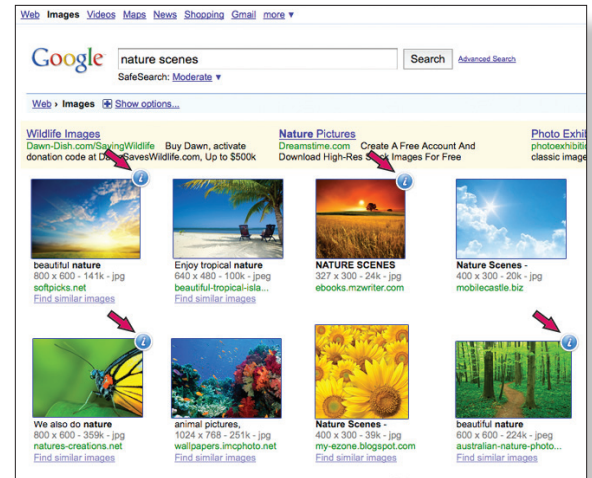 Web Images Videos Maps News Shopping Gmail more ▼
Google
nature scenes
Search
Advanced Search
SafeSearch: Moderate ▼
Web › Images + Show options...
Wildlife Images
Dawn-Dish.com/SavingWildlife Buy Dawn, activate
donation code at SavesWildlife.com, Up to $500k
Nature Pictures
Dreamstime.com Create A Free Account And
Download High-Res Stock Images For Free
Photo Exhi
photoexhibiti
classic image
i
i
beautiful nature
800 x 600 - 141k - jpg
softpicks.net
Find similar images
Enjoy tropical nature
640 x 480 - 100k - jpeg
beautiful-tropical-isla...
Find similar images
NATURE SCENES
327 x 300 - 24k - jpg
ebooks.mzwriter.com
Nature Scenes -
400 x 300 - 20k - jpg
mobilecastle.biz
i
i
We also do nature
800 x 600 - 359k - jpg
natures-creations.net
Find similar images
animal pictures,
1024 x 768 - 251k - jpg
wallpapers.imcphoto.net
Find similar images
Nature Scenes -
400 x 300 - 39k - jpg
my-ezone.blogspot.com
Find similar images
beautiful nature
800 x 600 - 224k - jpeg
australian-nature-photo...
Find similar images